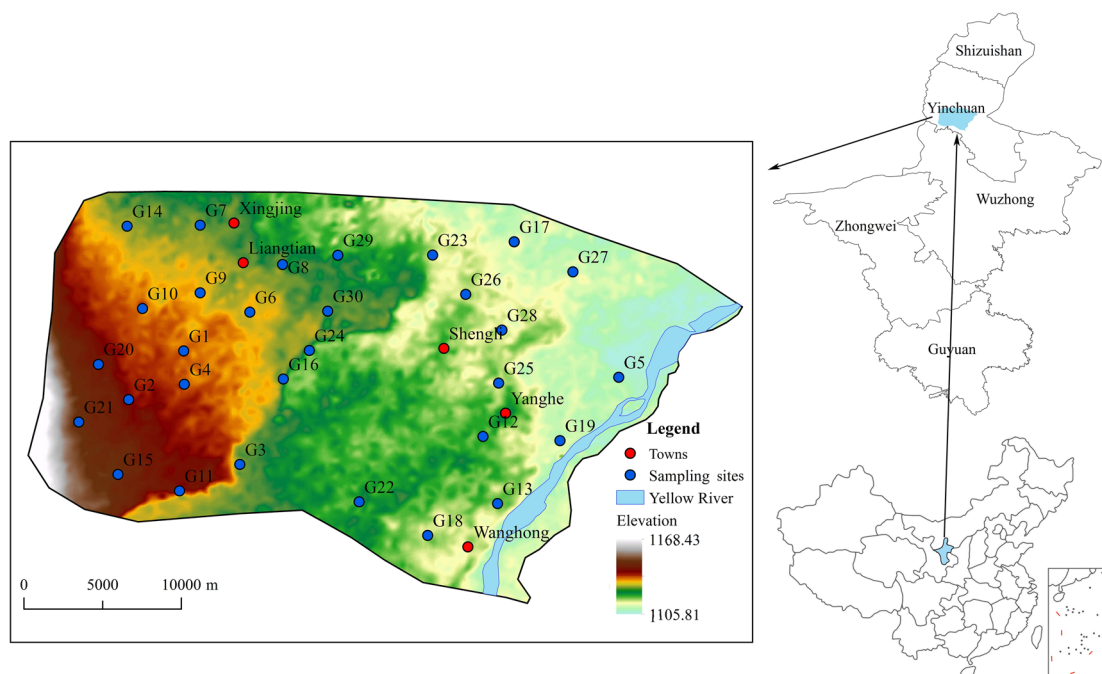 Shizuishan
Yinchuan
Wuzhong
Zhongwei
Guyuan
G14
G7
Xingjing
G17
G29
G23
Liangtian
G8
G27
G9
G26
G10
G6
G30
G28
G1
G24
Shengli
G20
G4
G16
G5
G2
G25
Yanghe
G21
G12
G19
G3
G15
G11
G22
G13
G18
Wanghong
Legend
Towns
Sampling sites
Yellow River
Elevation
1168.43
1105.81
0 5000 10000 m